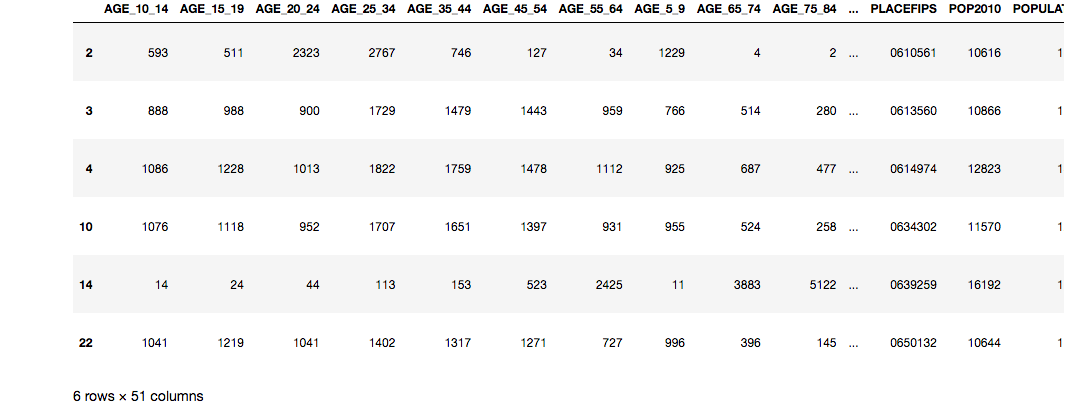 AGE_10_14 AGE_15_19 AGE_20_24 AGE_25_34 AGE_35_44 AGE_45_54 AGE_55_64 AGE_5_9 AGE_65_74 AGE_75_84 ... PLACEFIPS POP2010 POPULAT
2 593 511 2323 2767 746 127 34 1229 4 2 ... 0610561 10616 1
3 888 988 900 1729 1479 1443 959 766 514 280 ... 0613560 10866 1
4 1086 1228 1013 1822 1759 1478 1112 925 687 477 ... 0614974 12823 1
10 1076 1118 952 1707 1651 1397 931 955 524 258 ... 0634302 11570 1
14 14 24 44 113 153 523 2425 11 3883 5122 ... 0639259 16192 1
22 1041 1219 1041 1402 1317 1271 727 996 396 145 ... 0650132 10644 1
6 rows × 51 columns